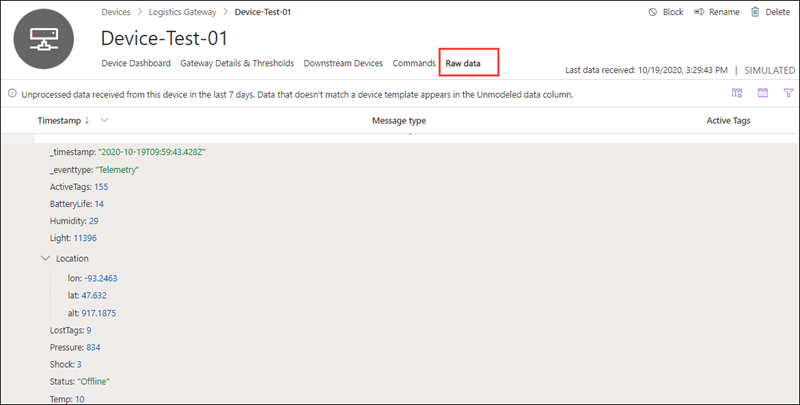 Devices > Logistics Gateway > Device-Test-01
Block Rename Delete
Device-Test-01
Device Dashboard Gateway Details & Thresholds Downstream Devices Commands Raw data
Last data received: 10/19/2020, 3:29:43 PM | SIMULATED
Unprocessed data received from this device in the last 7 days. Data that doesn't match a device template appears in the Unmodeled data column.
Timestamp ↓ Message type Active Tags
_timestamp: "2020-10-19T09:59:43.428Z"
_eventtype: "Telemetry"
ActiveTags: 155
BatteryLife: 14
Humidity: 29
Light: 11396
Location
lon: -93.2463
lat: 47.632
alt: 917.1875
LostTags: 9
Pressure: 834
Shock: 3
Status: "Offline"
Temp: 10